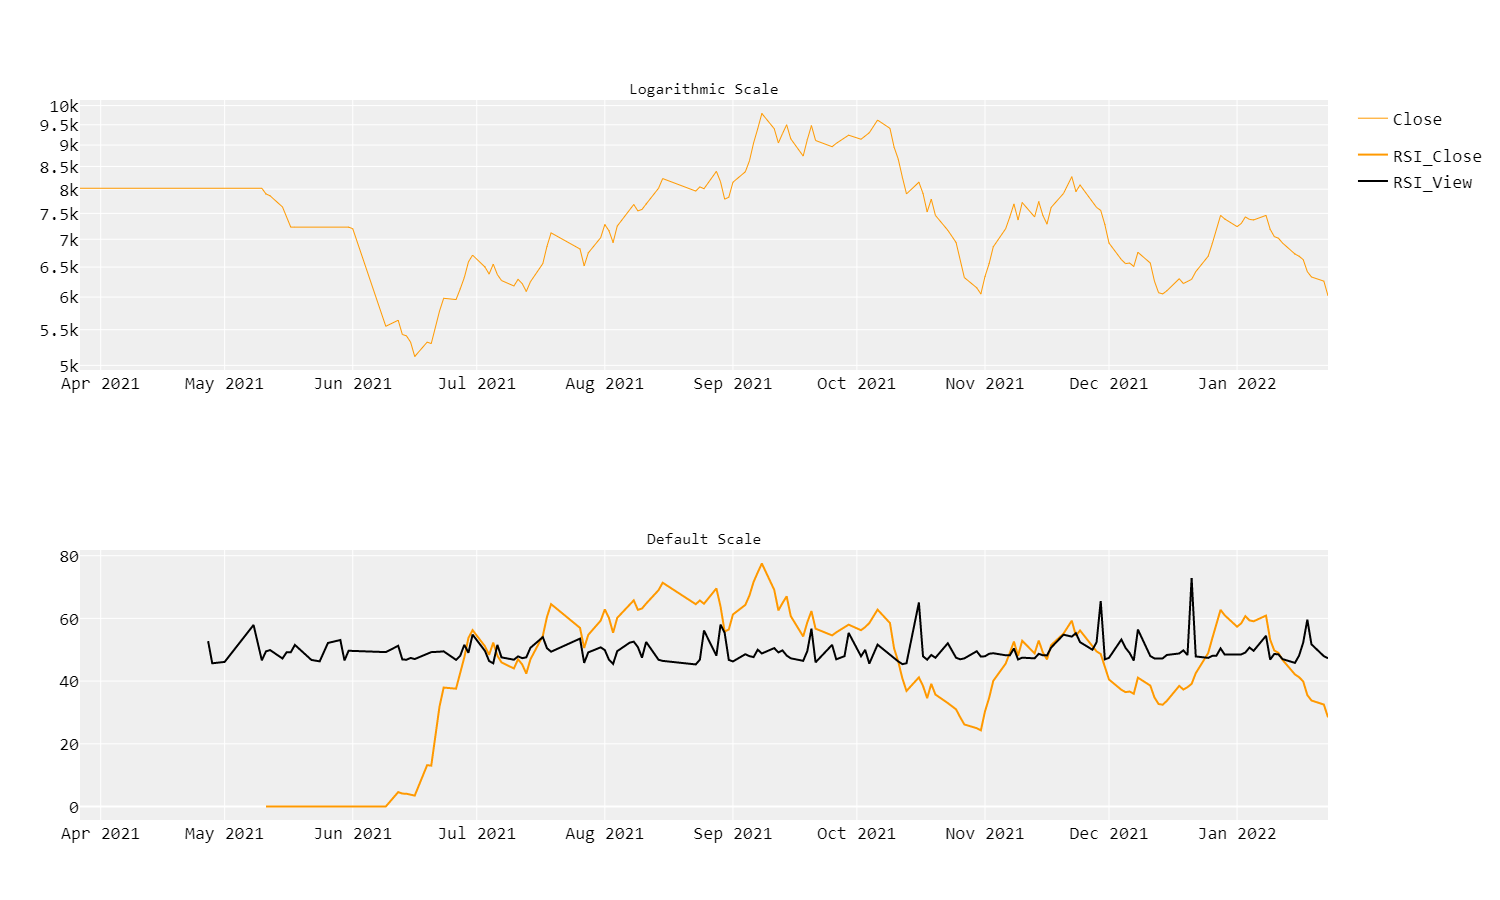 Logarithmic Scale
10k
9.5k
9k
8.5k
8k
7.5k
7k
6.5k
6k
5.5k
5k
Apr 2021 May 2021 Jun 2021 Jul 2021 Aug 2021 Sep 2021 Oct 2021 Nov 2021 Dec 2021 Jan 2022
Close
RSI_Close
RSI_View
Default Scale
80
60
40
20
0
Apr 2021 May 2021 Jun 2021 Jul 2021 Aug 2021 Sep 2021 Oct 2021 Nov 2021 Dec 2021 Jan 2022